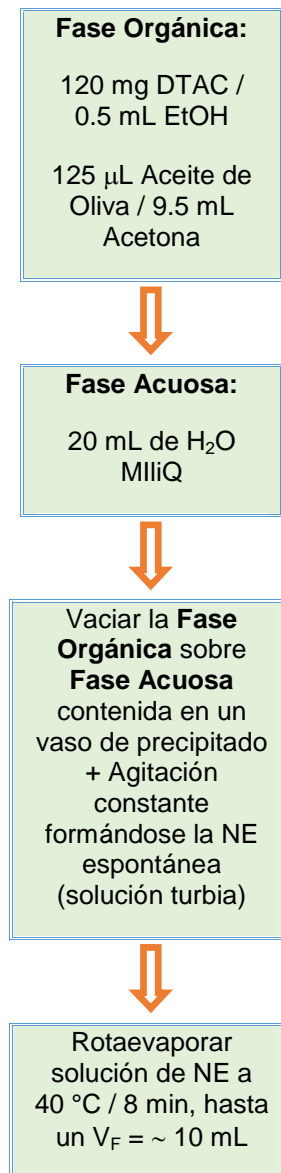 Fase Orgánica:
120 mg DTAC /
0.5 mL EtOH
125 μL Aceite de
Oliva / 9.5 mL
Acetona
Fase Acuosa:
20 mL de H₂O
MIliQ
Vaciar la Fase
Orgánica sobre
Fase Acuosa
contenida en un
vaso de precipitado
+ Agitación
constante
formándose la NE
espontánea
(solución turbia)
Rotaevaporar
solución de NE a
40 °C / 8 min, hasta
un V_F = ~ 10 mL